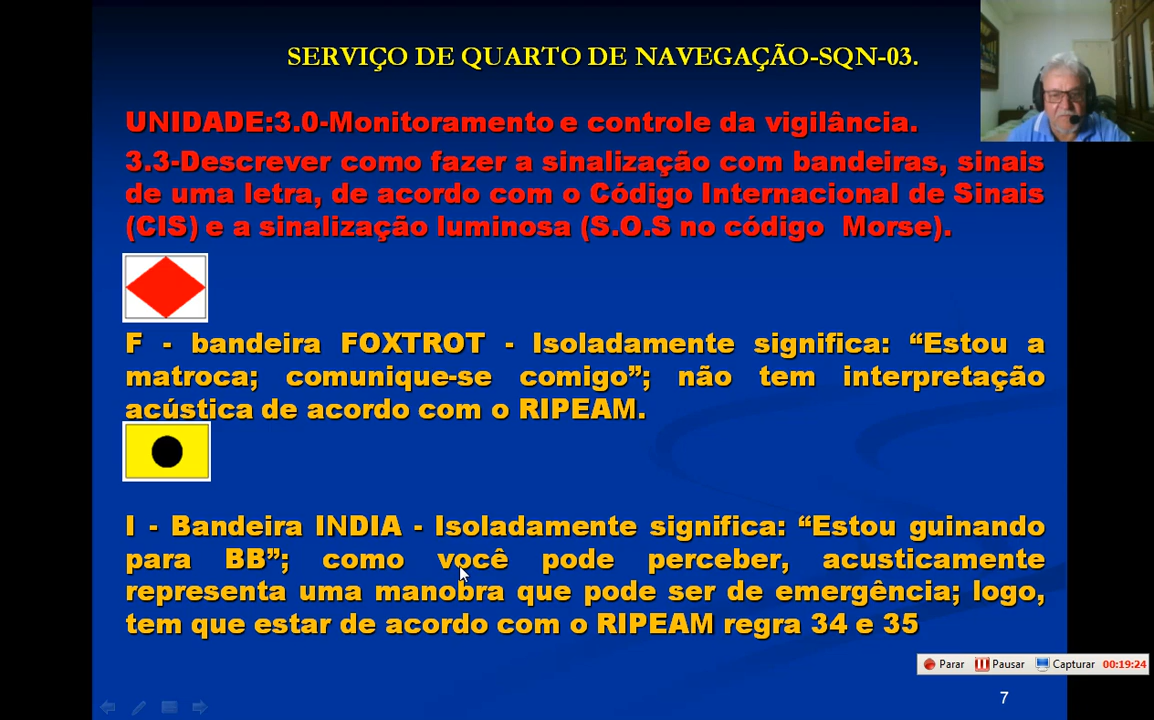 SERVIÇO DE QUARTO DE NAVEGAÇÃO-SQN-03.
UNIDADE:3.0-Monitoramento e controle da vigilância.
3.3-Descrever como fazer a sinalização com bandeiras, sinais
de uma letra, de acordo com o Código Internacional de Sinais
(CIS) e a sinalização luminosa (S.O.S no código Morse).
F - bandeira FOXTROT - Isoladamente significa: “Estou a
matroca; comunique-se comigo”; não tem interpretação
acústica de acordo com o RIPEAM.
I - Bandeira INDIA - Isoladamente significa: “Estou guinando
para BB”; como você pode perceber, acusticamente
representa uma manobra que pode ser de emergência; logo,
tem que estar de acordo com o RIPEAM regra 34 e 35
Parar Pausar Capturar 00:19:24
7